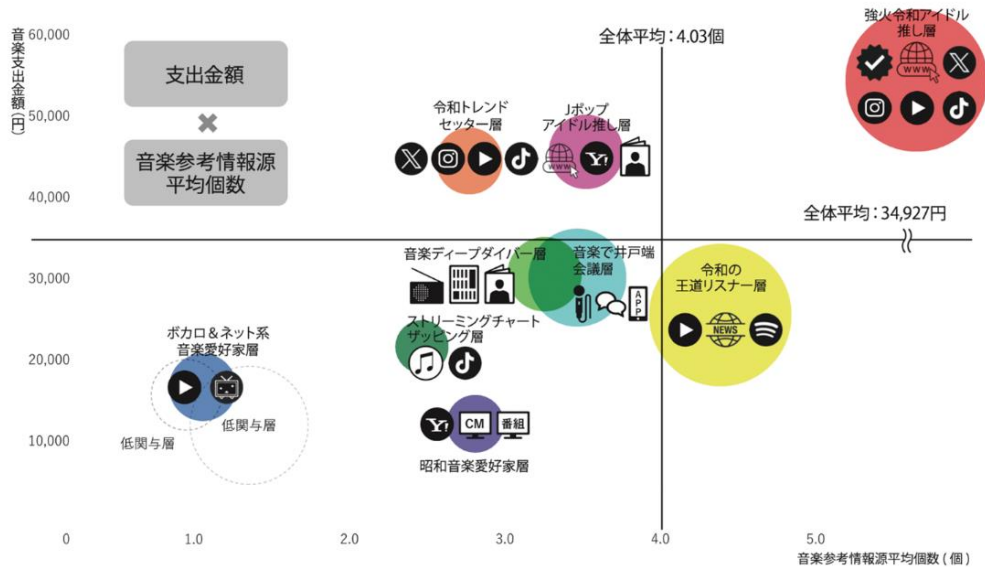 音楽支出金額(円)
60,000
50,000
40,000
30,000
20,000
10,000
0
1.0
2.0
3.0
4.0
5.0
音楽参考情報源平均個数(個)
支出金額
×
音楽参考情報源
平均個数
全体平均：4.03個
全体平均：34,927円
強火令和アイドル
推し層
WWW
令和トレンド
セッター層
Jポップ
アイドル推し層
WWW
Y!
音楽ディープダイバー層
音楽で井戸端
会議層
APP
令和の
王道リスナー層
NEWS
ストリーミングチャート
ザッピング層
ボカロ＆ネット系
音楽愛好家層
低関与層
低関与層
Y!
CM
番組
昭和音楽愛好家層